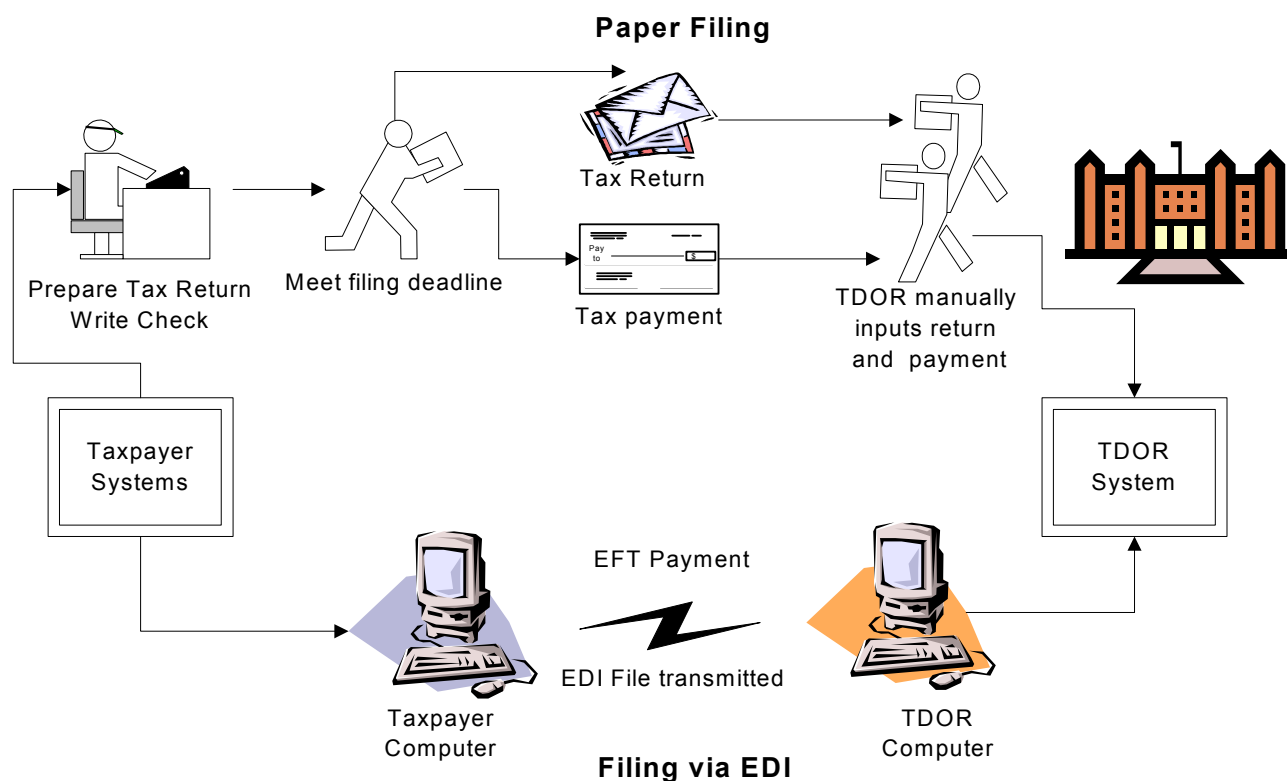 Paper Filing
Tax Return
Pay
to
$
Prepare Tax Return
Write Check
Meet filing deadline
Tax payment
TDOR manually
inputs return
and payment
Taxpayer
Systems
TDOR
System
EFT Payment
EDI File transmitted
Taxpayer
Computer
TDOR
Computer
Filing via EDI